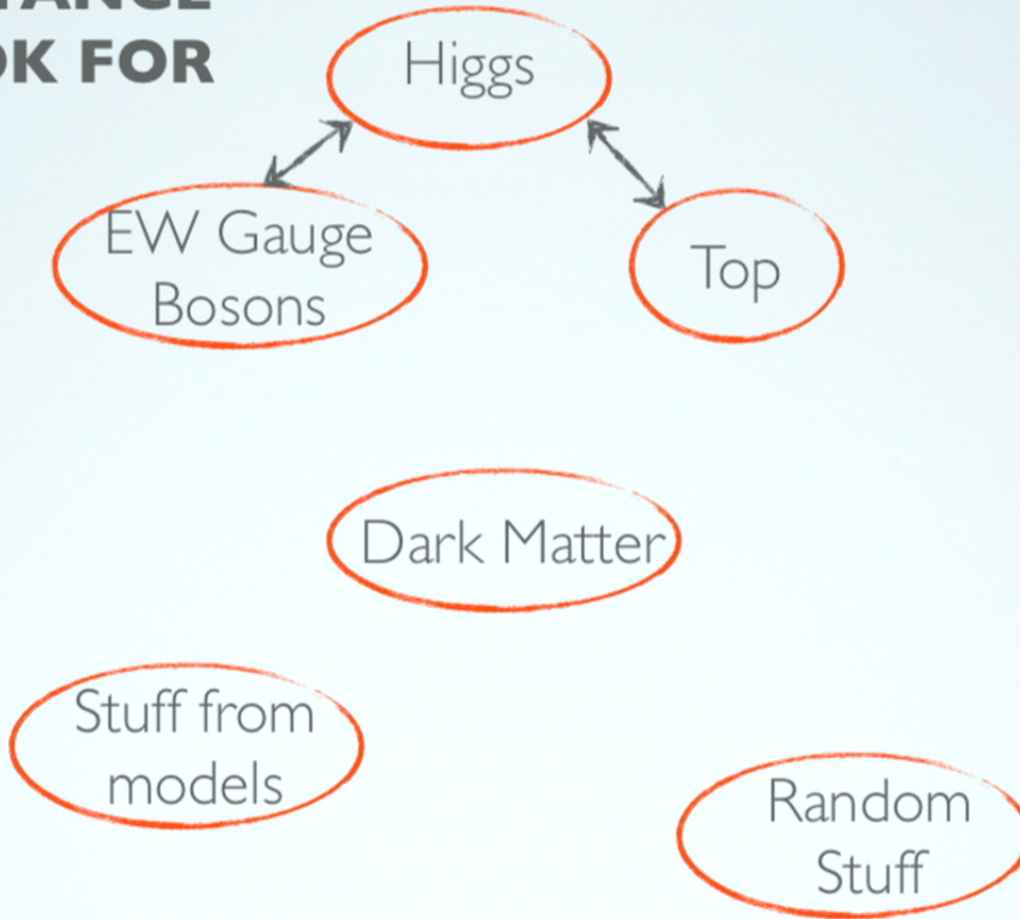 OK FOR
Higgs
EW Gauge
Bosons
Top
Dark Matter
Stuff from
models
Random
Stuff